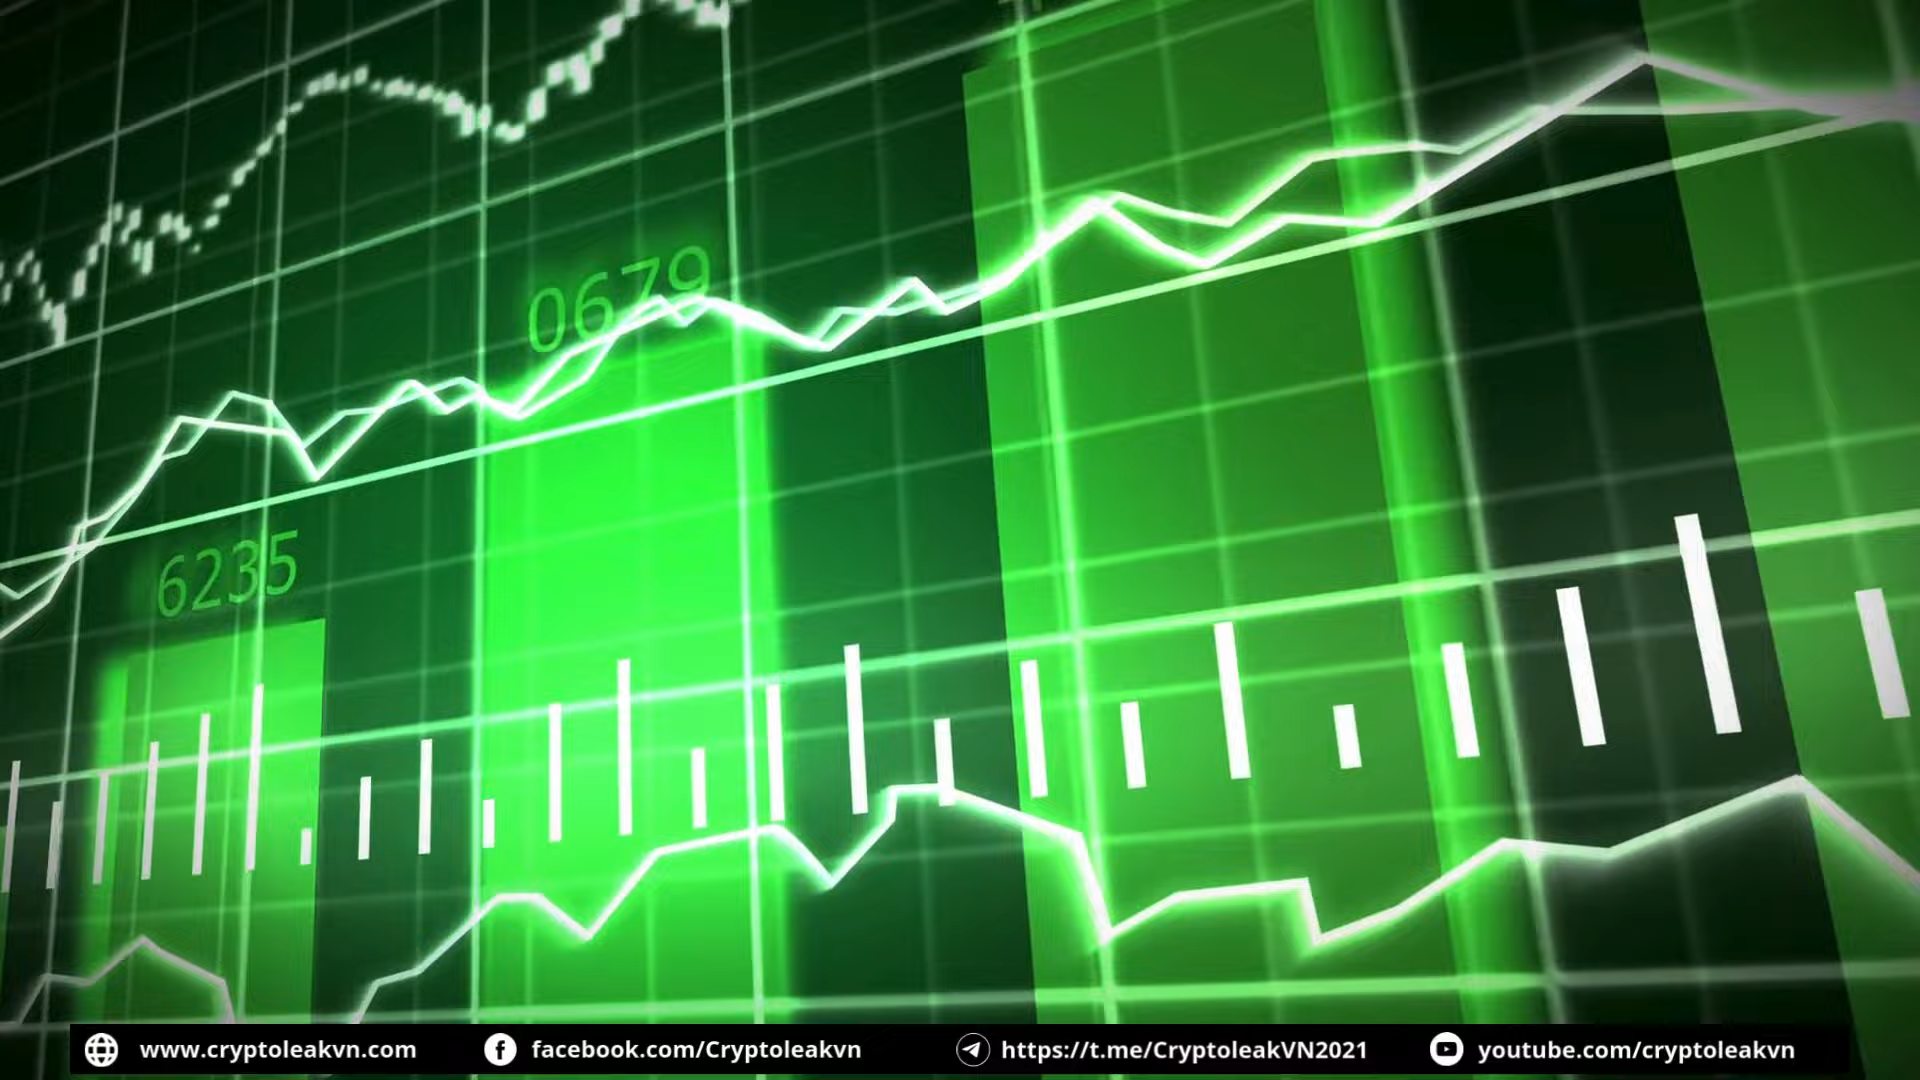 0679
6235
www.cryptoleakvn.com
facebook.com/Cryptoleakvn
https://t.me/CryptoleakVN2021
youtube.com/cryptoleakvn